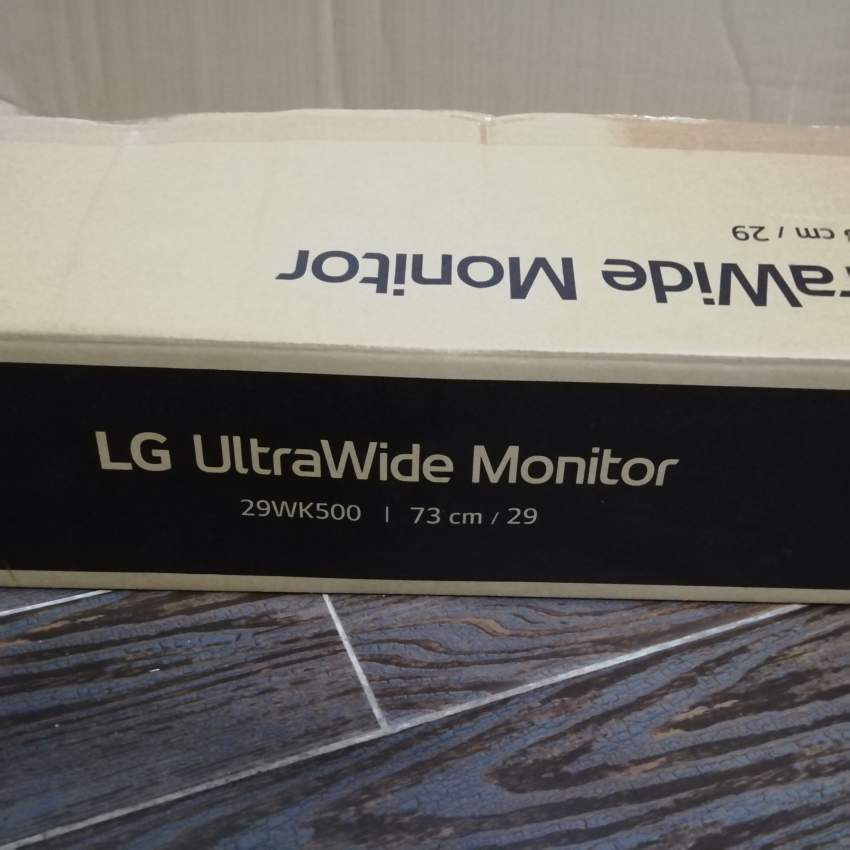 cm / 29
raWide Monitor
LG UltraWide Monitor
29WK500 | 73 cm / 29